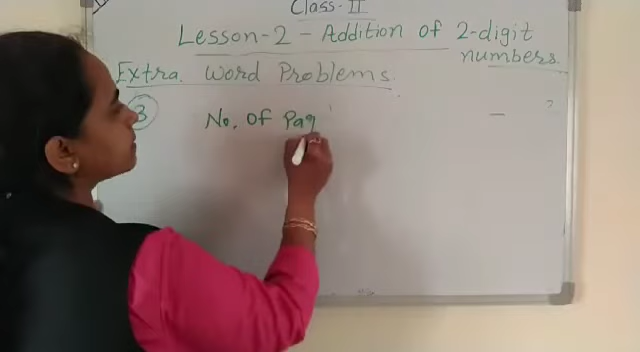 Class-II
Lesson-2 - Addition of 2-digit
numbers.
Extra Word Problems.
3 No. of Pag -